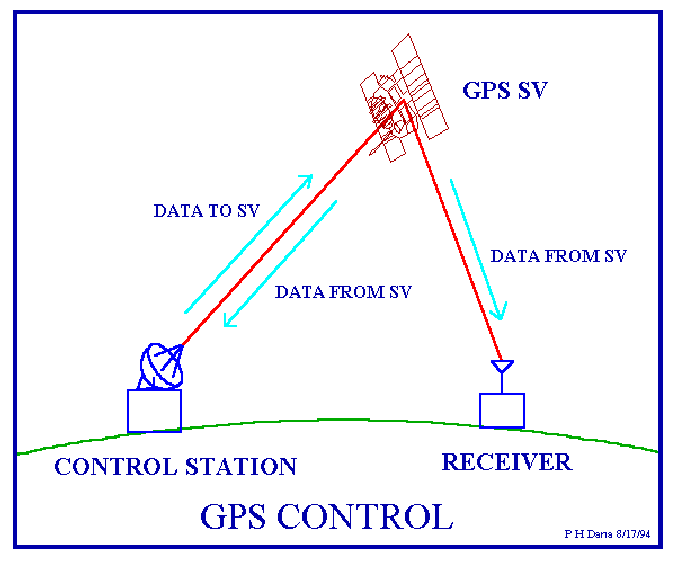 GPS SV
DATA TO SV
DATA FROM SV
DATA FROM SV
CONTROL STATION
RECEIVER
GPS CONTROL
P H Dana 8/17/94